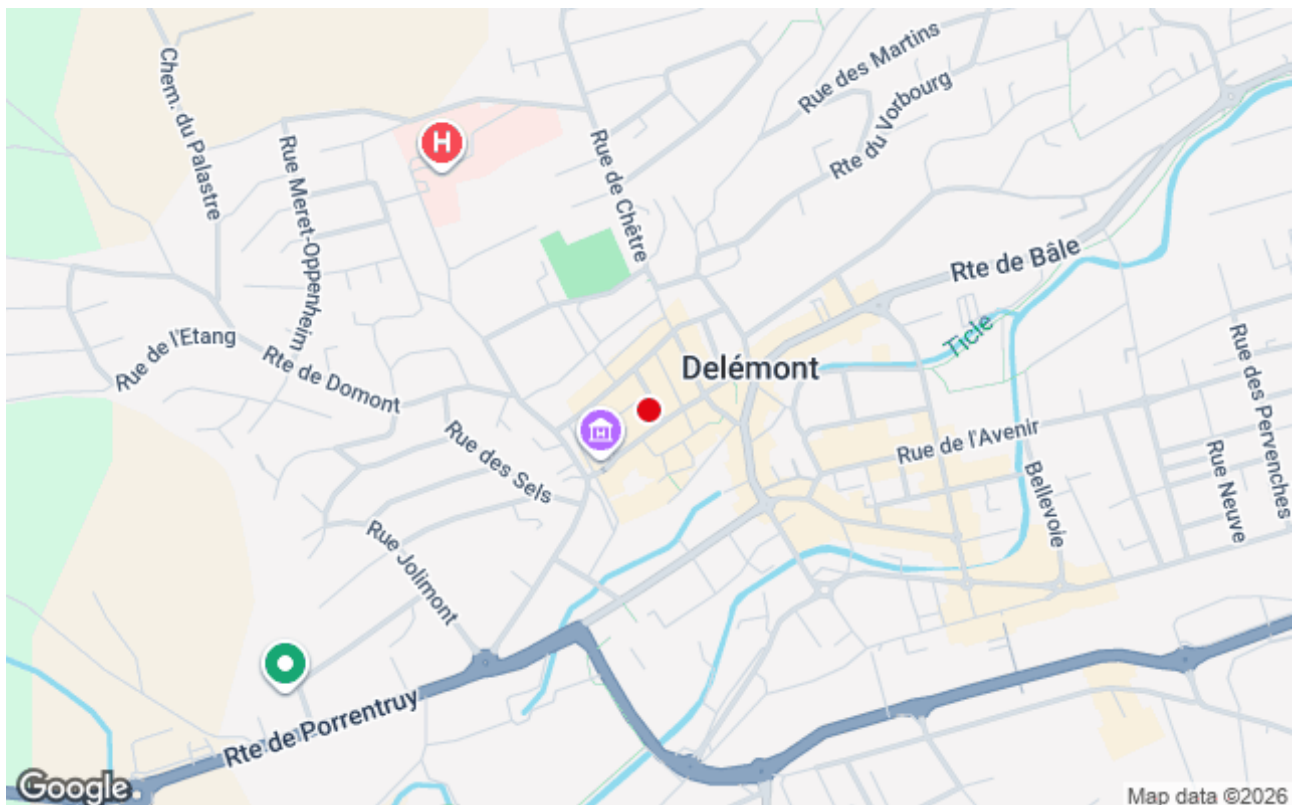 Chem. du Palastre
Rue Meret-Oppenheim
H
Rue de Chêtre
Rue des Martins
Rte du Vorbourg
Rte de Bâle
Ticle
Delémont
Rue de l'Etang
Rte de Domont
Rue des Sels
Rue Jolimont
Rue de l'Avenir
Bellevoie
Rue Neuve
Rue des Pervenches
Rte de Porrentruy
Google
Map data ©2026